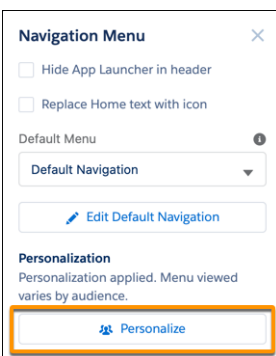 Navigation Menu
Hide App Launcher in header
Replace Home text with icon
Default Menu
Default Navigation
Edit Default Navigation
Personalization
Personalization applied. Menu viewed
varies by audience.
Personalize